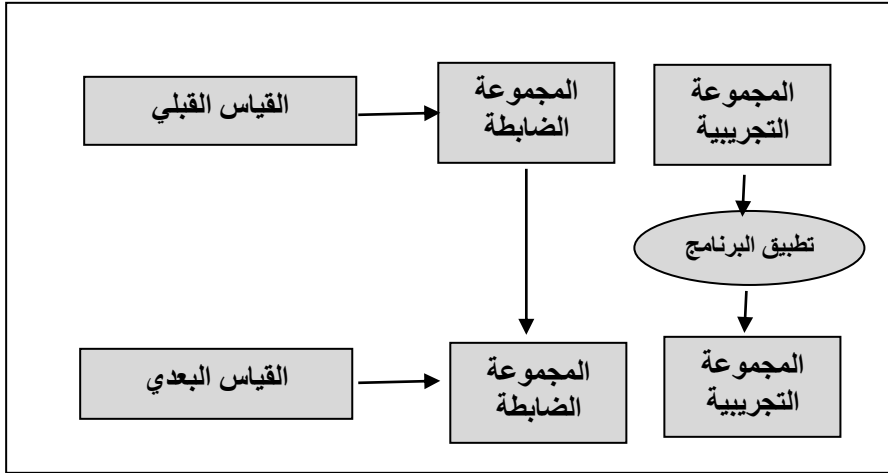 المجموعة
التجريبية
المجموعة
الضابطة
القياس القبلي
تطبيق البرنامج
المجموعة
التجريبية
المجموعة
الضابطة
القياس البعدي